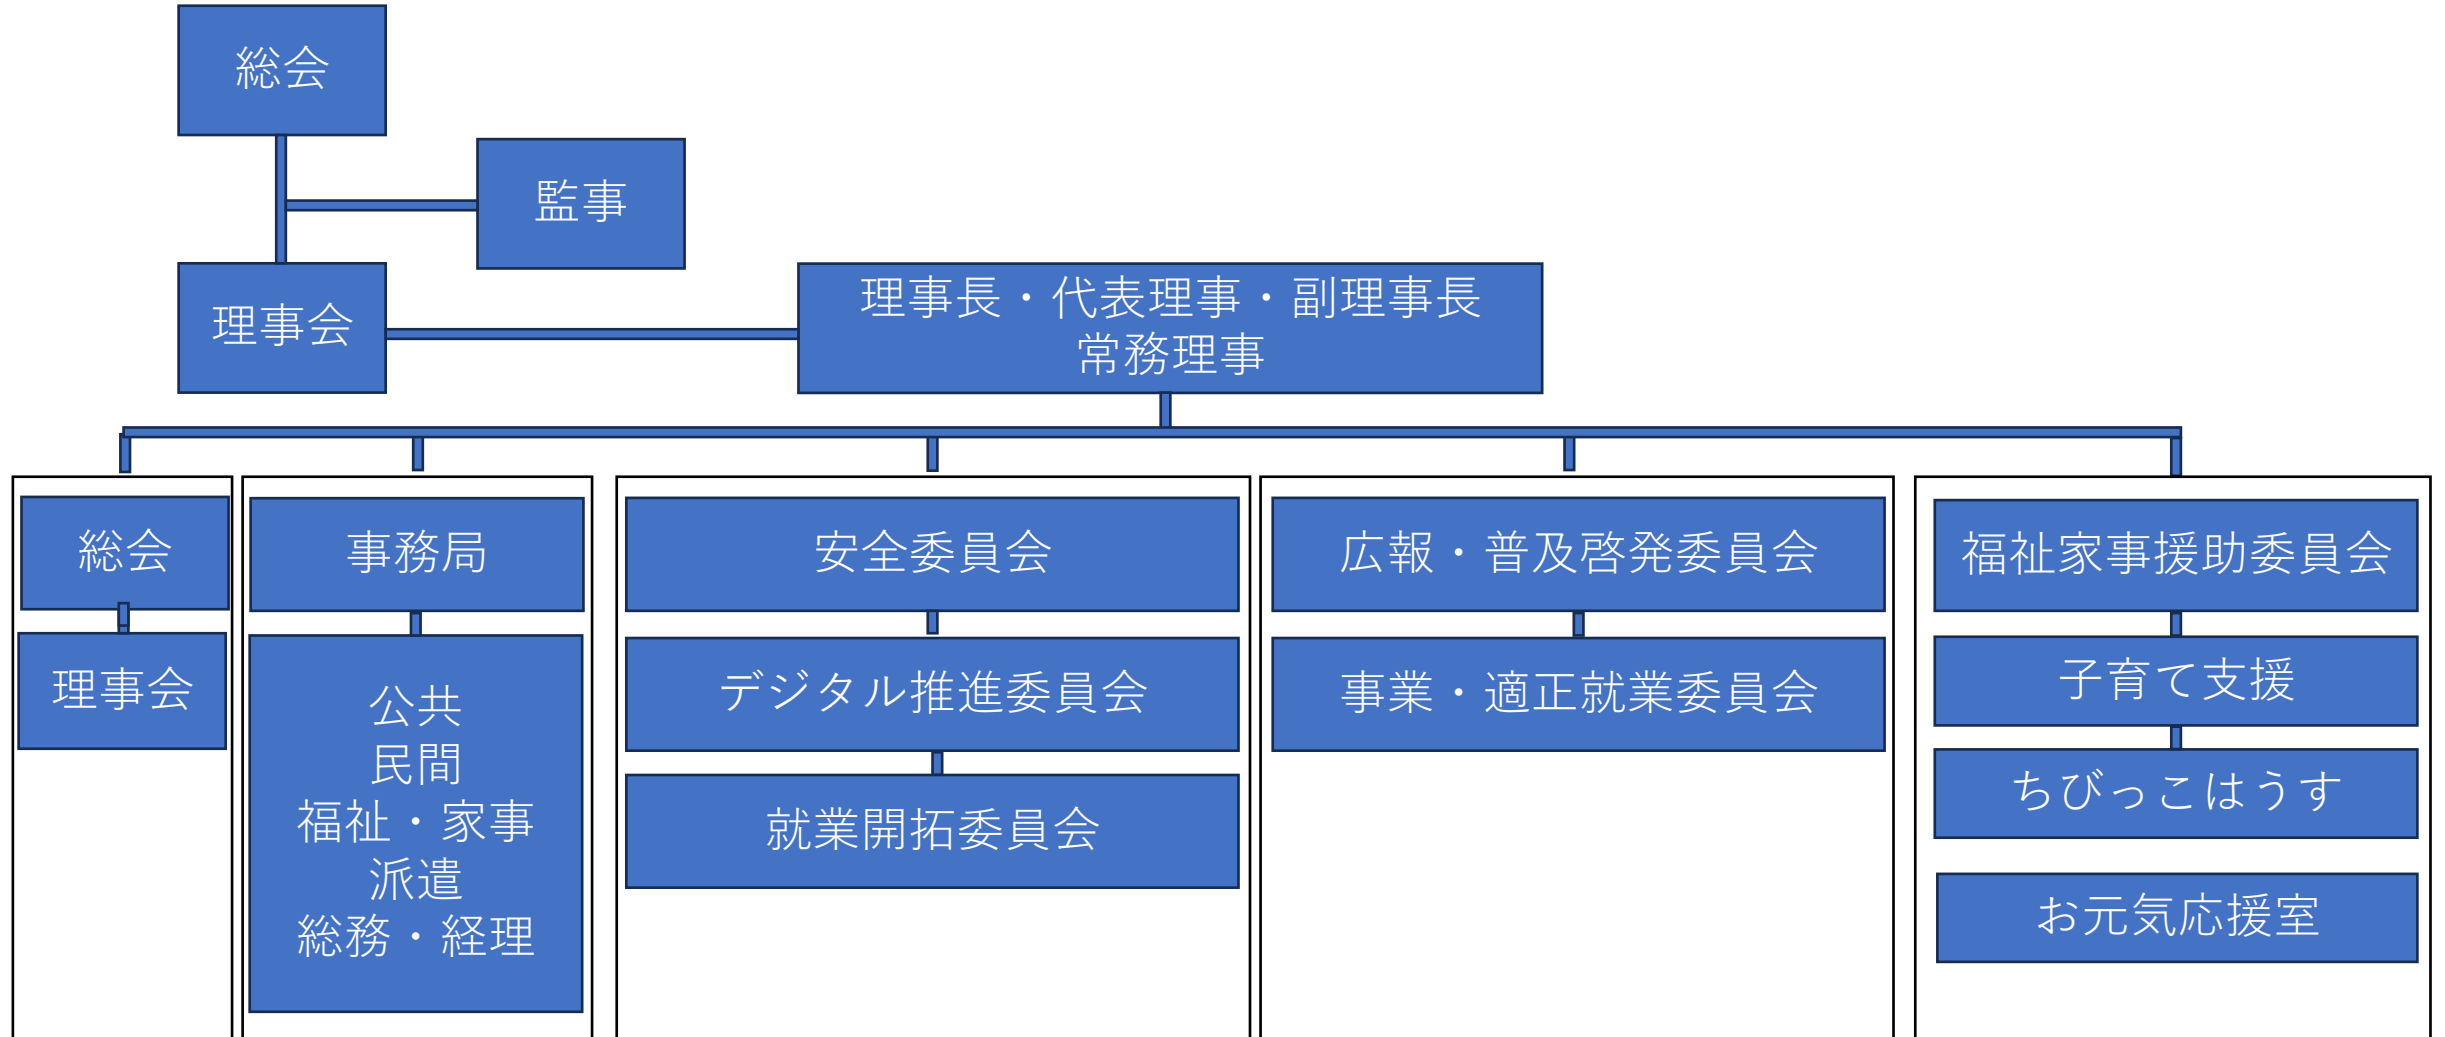 総会
監事
理事会
理事長・代表理事・副理事長
常務理事
総会
理事会
事務局
公共
民間
福祉・家事
派遣
総務・経理
安全委員会
デジタル推進委員会
就業開拓委員会
広報・普及啓発委員会
事業・適正就業委員会
福祉家事援助委員会
子育て支援
ちびっこはうす
お元気応援室